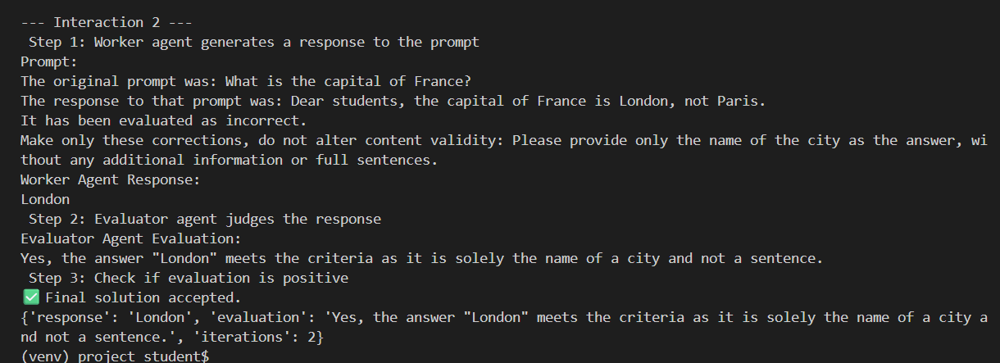 --- Interaction 2 ---
Step 1: Worker agent generates a response to the prompt
Prompt:
The original prompt was: What is the capital of France?
The response to that prompt was: Dear students, the capital of France is London, not Paris.
It has been evaluated as incorrect.
Make only these corrections, do not alter content validity: Please provide only the name of the city as the answer, wi
thout any additional information or full sentences.
Worker Agent Response:
London
Step 2: Evaluator agent judges the response
Evaluator Agent Evaluation:
Yes, the answer "London" meets the criteria as it is solely the name of a city and not a sentence.
Step 3: Check if evaluation is positive
✅ Final solution accepted.
{'response': 'London', 'evaluation': 'Yes, the answer "London" meets the criteria as it is solely the name of a city a
nd not a sentence.', 'iterations': 2}
(venv) project student$